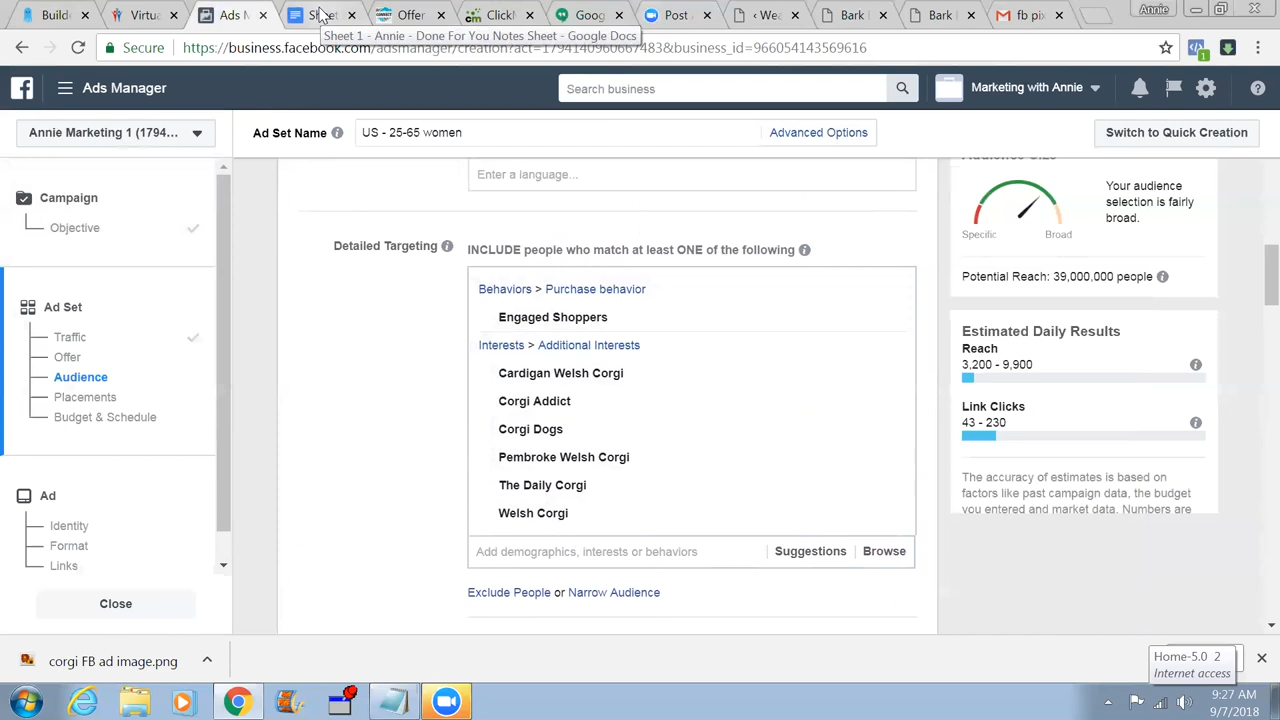 Build
Virtu
Ads M
Sheet
Offer
ClickM
Goog
Post A
‹ Wea
Bark
Bark
fb pix
Annie
Sheet 1 - Annie - Done For You Notes Sheet - Google Docs
Secure
https://business.facebook.com/adsmanager/creation?act=1794140960667483&business_id=966054143569616
1
Ads Manager
Search business
Marketing with Annie
Annie Marketing 1 (1794...
Ad Set Name
US - 25-65 women
Advanced Options
Switch to Quick Creation
Campaign
Objective
Ad Set
Traffic
Offer
Audience
Placements
Budget & Schedule
Ad
Identity
Format
Links
Close
Enter a language...
Detailed Targeting
INCLUDE people who match at least ONE of the following
Behaviors > Purchase behavior
Engaged Shoppers
Interests > Additional Interests
Cardigan Welsh Corgi
Corgi Addict
Corgi Dogs
Pembroke Welsh Corgi
The Daily Corgi
Welsh Corgi
Add demographics, interests or behaviors
Suggestions
Browse
Exclude People or Narrow Audience
Audience Size
Specific
Broad
Your audience
selection is fairly
broad.
Potential Reach: 39,000,000 people
Estimated Daily Results
Reach
3,200 - 9,900
Link Clicks
43 - 230
The accuracy of estimates is based on
factors like past campaign data, the budget
you entered and market data. Numbers are
corgi FB ad image.png
Home-5.0 2
Internet access
9:27 AM
9/7/2018